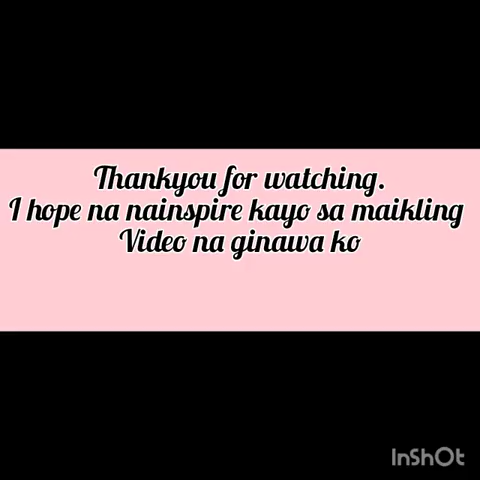 Thankyou for watching.
I hope na nainspire kayo sa maikling
Video na ginawa ko
InShOt